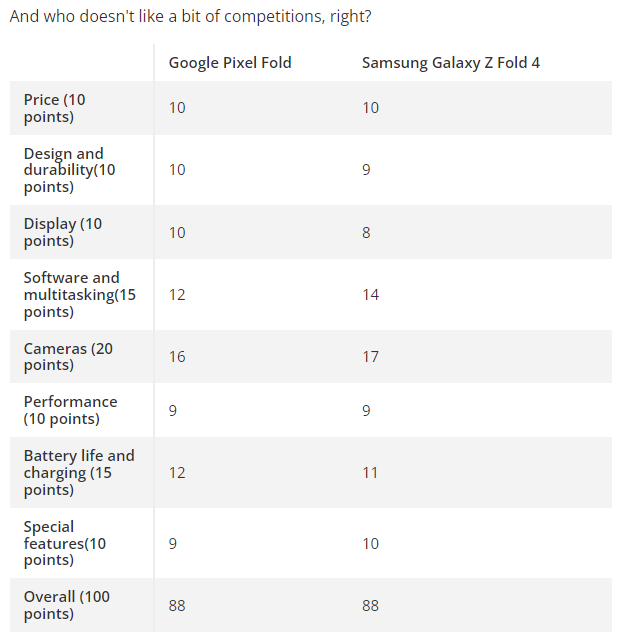 And who doesn't like a bit of competitions, right?
Google Pixel Fold Samsung Galaxy Z Fold 4
Price (10
points) 10 10
Design and
durability(10
points) 10 9
Display (10
points) 10 8
Software and
multitasking(15
points) 12 14
Cameras (20
points) 16 17
Performance
(10 points) 9 9
Battery life and
charging (15
points) 12 11
Special
features(10
points) 9 10
Overall (100
points) 88 88